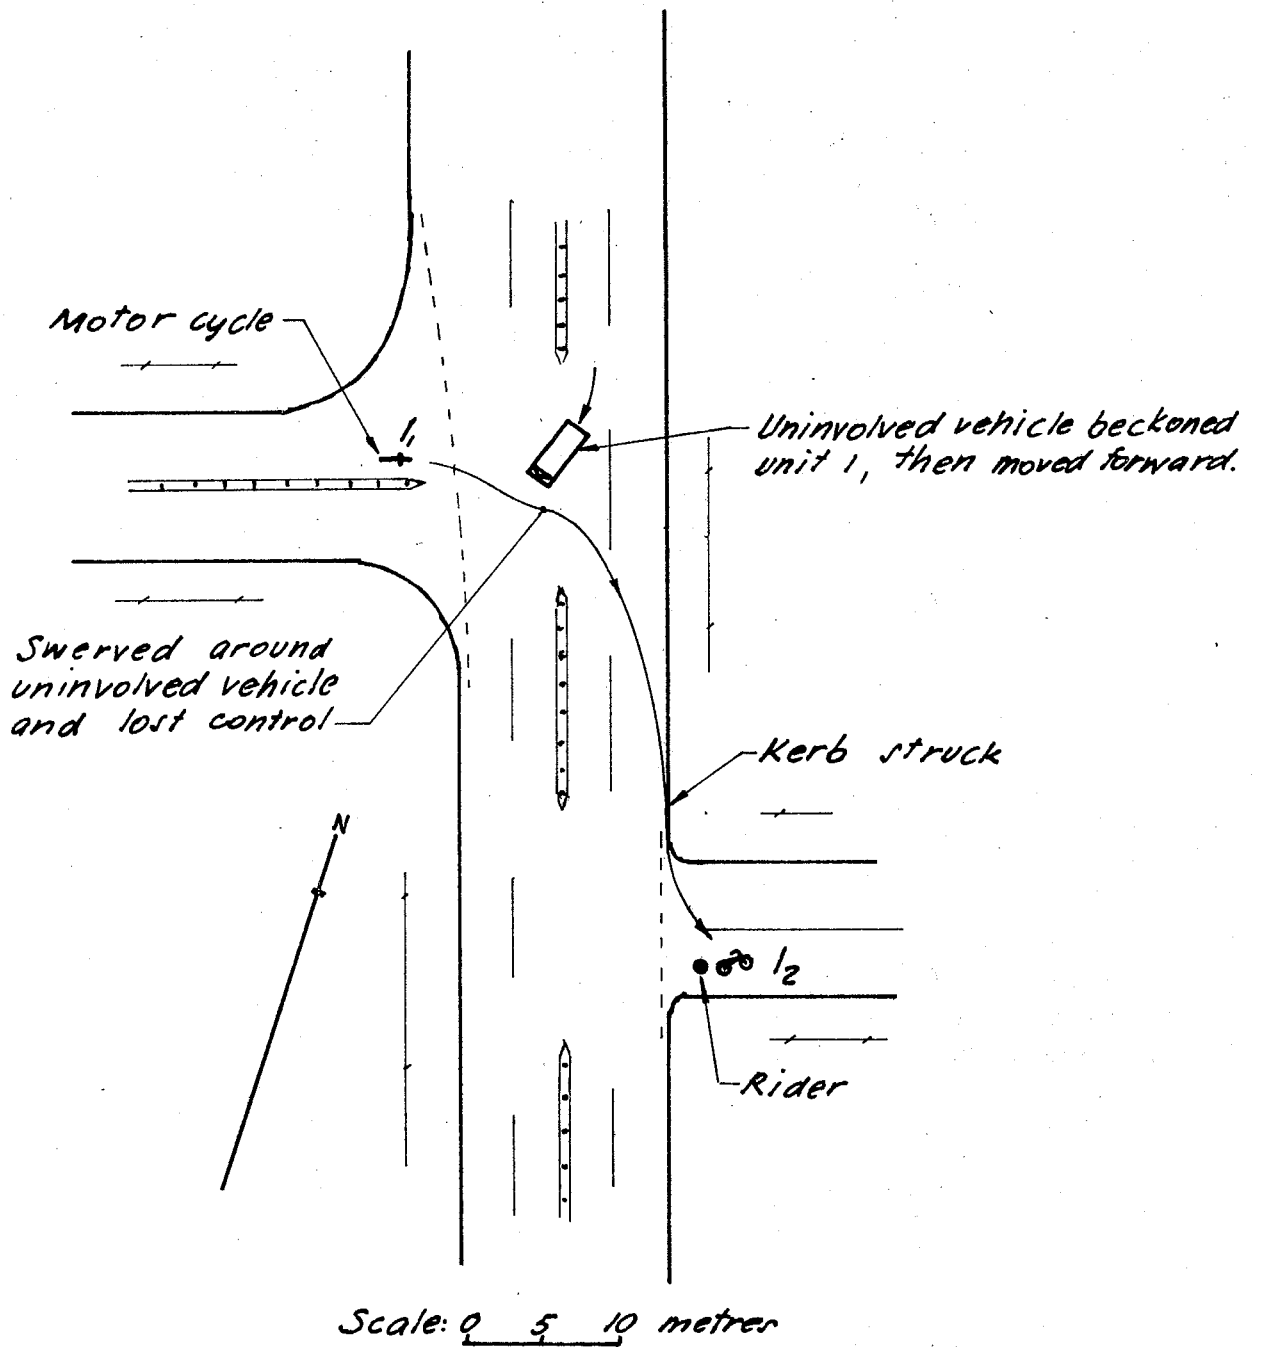 Motor cycle
1₁
Uninvolved vehicle beckoned
unit 1, then moved forward.
Swerved around
uninvolved vehicle
and lost control
Kerb struck
N
1₂
Rider
Scale: 0 5 10 metres